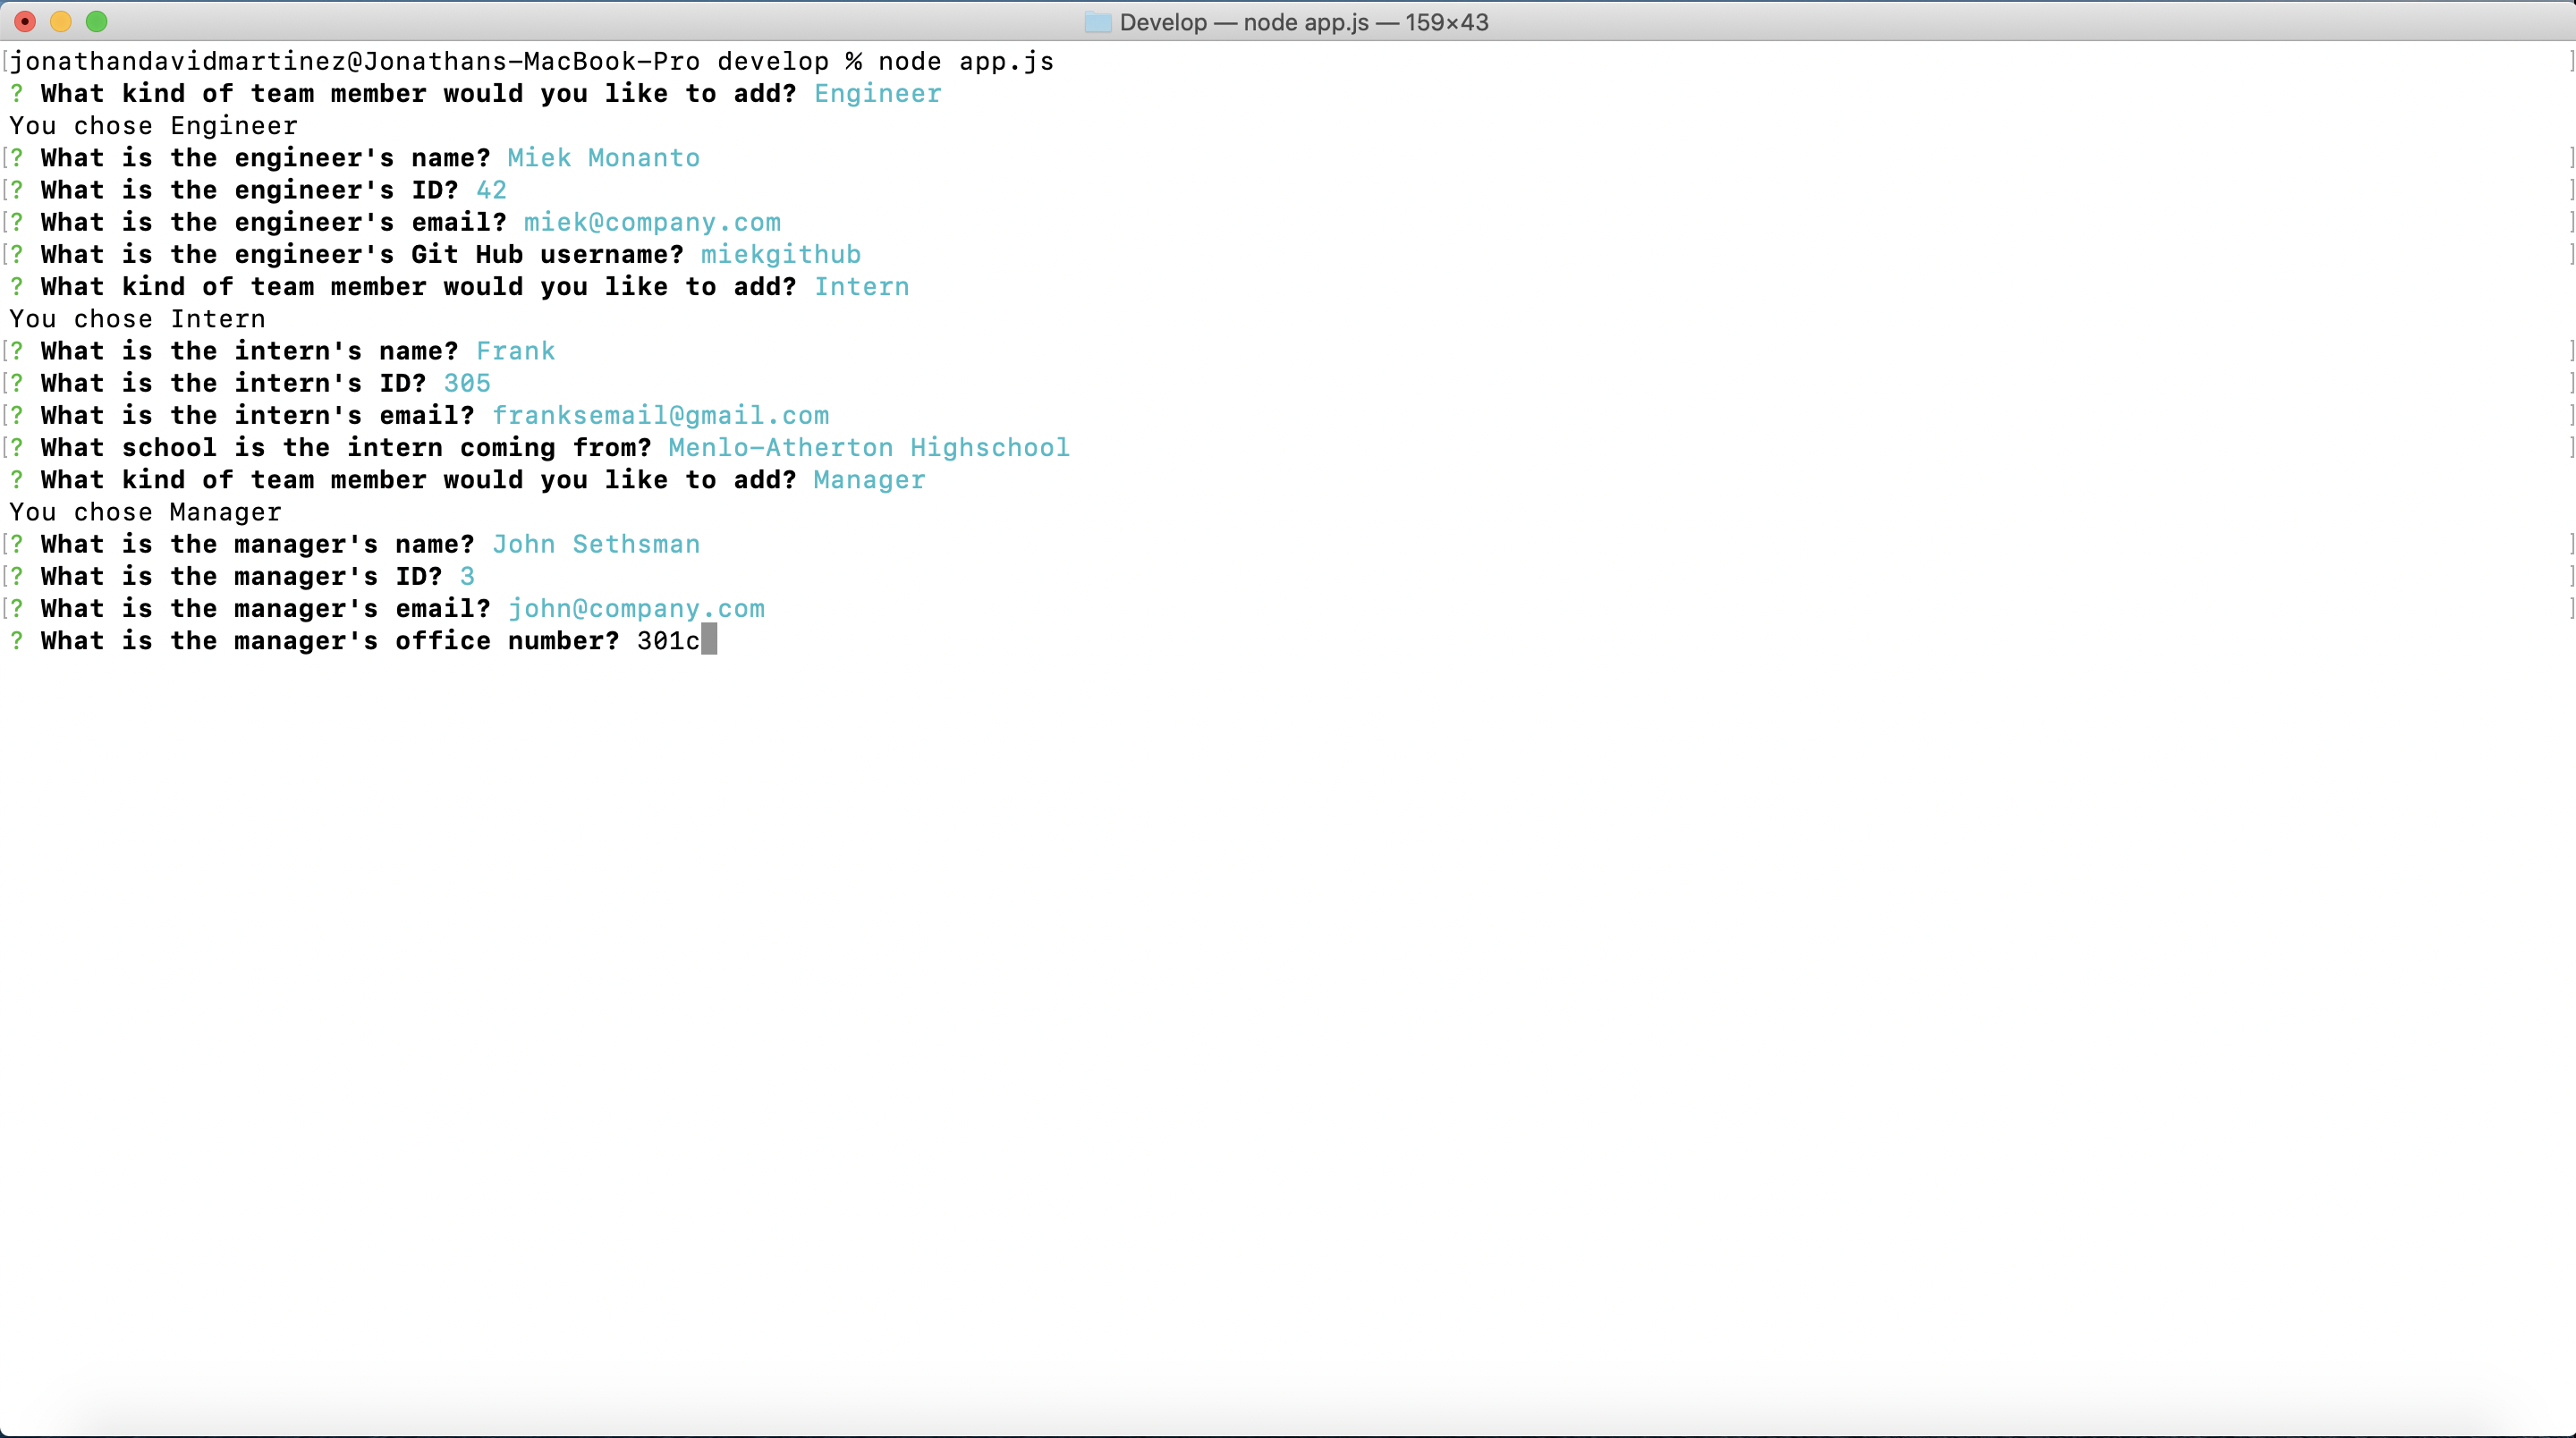 Develop — node app.js — 159×43
[jonathandavidmartinez@Jonathans-MacBook-Pro develop % node app.js ]
? What kind of team member would you like to add? Engineer
You chose Engineer
[? What is the engineer's name? Miek Monanto ]
[? What is the engineer's ID? 42 ]
[? What is the engineer's email? miek@company.com ]
[? What is the engineer's Git Hub username? miekgithub ]
? What kind of team member would you like to add? Intern
You chose Intern
[? What is the intern's name? Frank ]
[? What is the intern's ID? 305 ]
[? What is the intern's email? franksemail@gmail.com ]
[? What school is the intern coming from? Menlo-Atherton Highschool ]
? What kind of team member would you like to add? Manager
You chose Manager
[? What is the manager's name? John Sethsman ]
[? What is the manager's ID? 3 ]
[? What is the manager's email? john@company.com ]
? What is the manager's office number? 301c